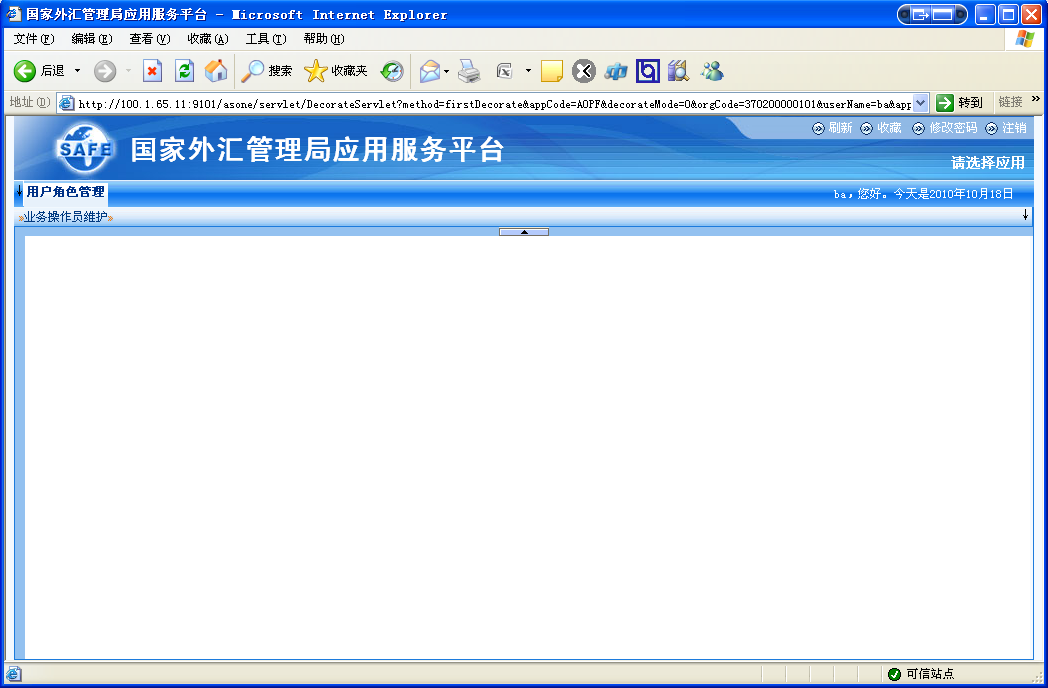 国家外汇管理局应用服务平台 - Microsoft Internet Explorer
文件(F) 编辑(E) 查看(V) 收藏(A) 工具(T) 帮助(H)
后退 搜索 收藏夹
地址(D) http://100.1.65.11:9101/asone/servlet/DecorateServlet?method=firstDecorate&appCode=AOPF&decorateMode=0&orgCode=370200000101&userName=ba&app 转到 链接 »
刷新 收藏 修改密码 注销
SAFE 国家外汇管理局应用服务平台
请选择应用
用户角色管理 ba，您好。今天是2010年10月18日
业务操作员维护
可信站点